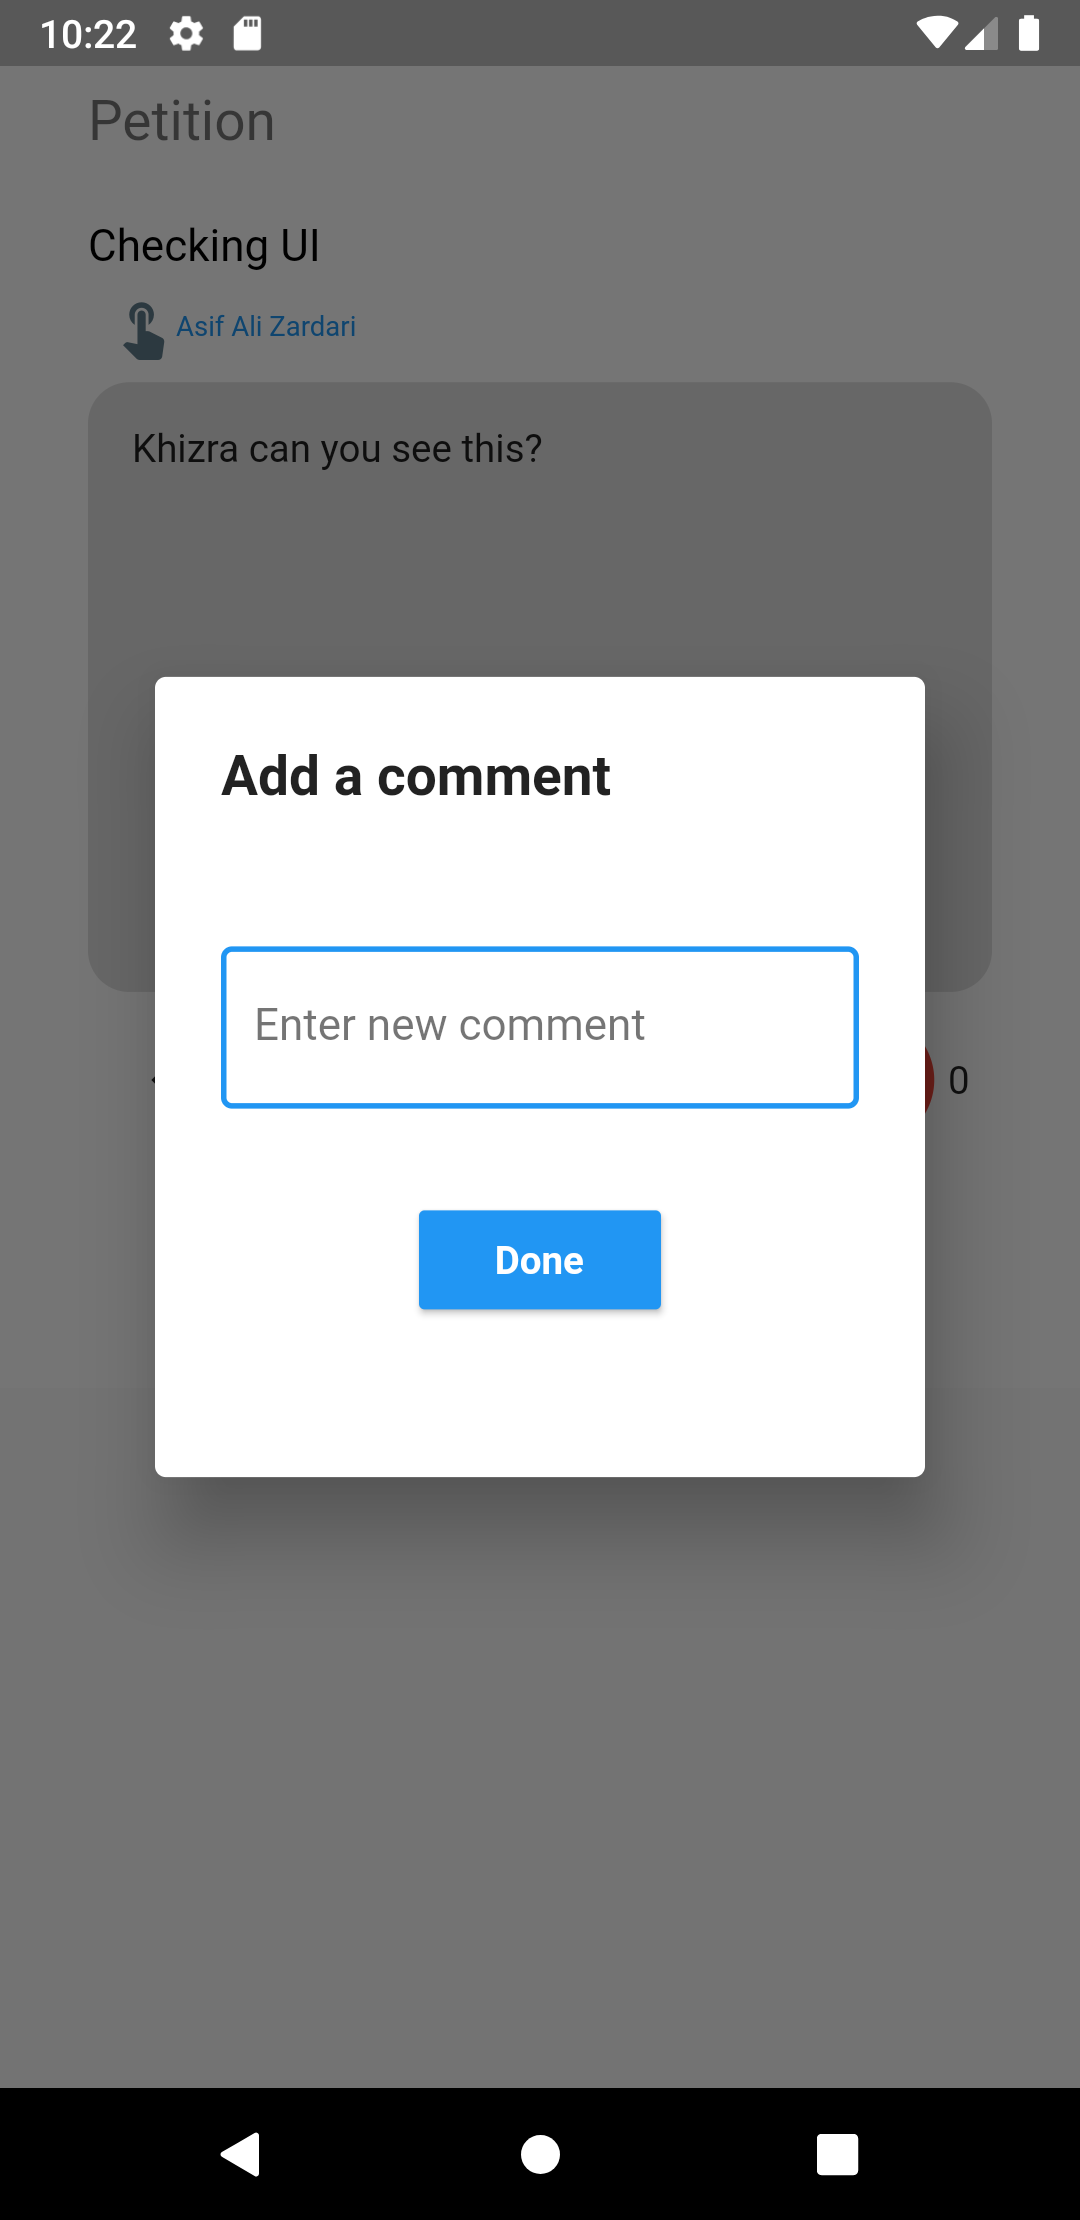 10:22
Petition
Checking UI
Asif Ali Zardari
Khizra can you see this?
Add a comment
Enter new comment
0
Done